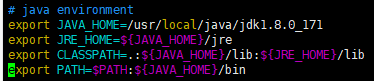 # java environment
export JAVA_HOME=/usr/local/java/jdk1.8.0_171
export JRE_HOME=${JAVA_HOME}/jre
export CLASSPATH=.:${JAVA_HOME}/lib:${JRE_HOME}/lib
export PATH=$PATH:${JAVA_HOME}/bin